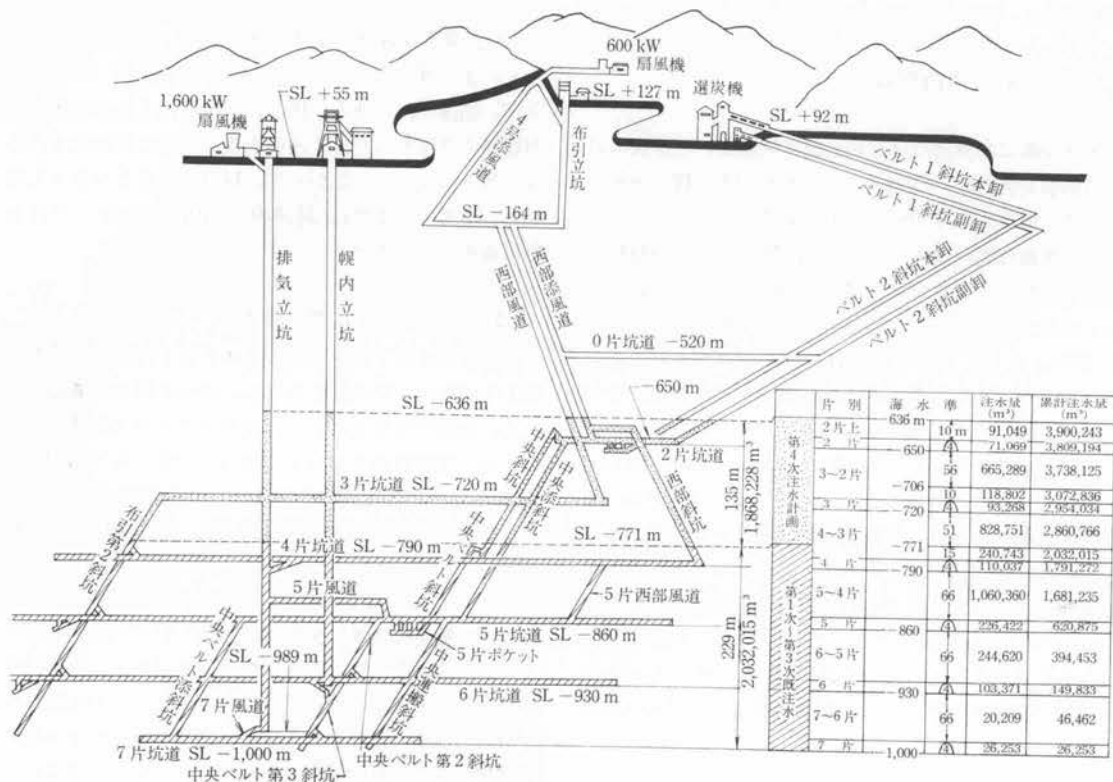 600 kW
扇風機
SL +127 m
選炭機
SL +92 m
SL +55 m
1,600 kW
扇風機
4号添風道
布引立坑
ベルト1斜坑本卸
ベルト1斜坑副卸
SL −164 m
排気立坑
幌内立坑
西部風道
西部添風道
ベルト2斜坑本卸
ベルト2斜坑副卸
0片坑道 −520 m
−650 m
SL −636 m
中央斜坑
中央添斜坑
2片坑道
西部斜坑
3片坑道 SL −720 m
SL −771 m
布引第2斜坑
4片坑道 SL −790 m
中央ベルト斜坑
5片風道
5片西部風道
5片坑道 SL −860 m
5片ポケット
中央ベルト添斜坑
SL −989 m
中央運搬斜坑
6片坑道 SL −930 m
7片風道
7片坑道 SL −1,000 m
中央ベルト第3斜坑
中央ベルト第2斜坑
135 m
1,868,228 m³
229 m
2,032,015 m³
片別 海水準 注水量(m³) 累計注水量(m³)
636 m
2片上 10 m 91,049 3,900,243
2片 −650 4 71,069 3,809,194
3〜2片 56 665,289 3,738,125
−706
10 118,802 3,072,836
3片 −720 4 93,268 2,954,034
4〜3片 51 828,751 2,860,766
−771
15 240,743 2,032,015
4片 −790 4 110,037 1,791,272
5〜4片 66 1,060,360 1,681,235
5片 −860 4 226,422 620,875
6〜5片 66 244,620 394,453
6片 −930 4 103,371 149,833
7〜6片 66 20,209 46,462
7片 −1,000 4 26,253 26,253
第4次注水計画
第1次〜第3次既注水